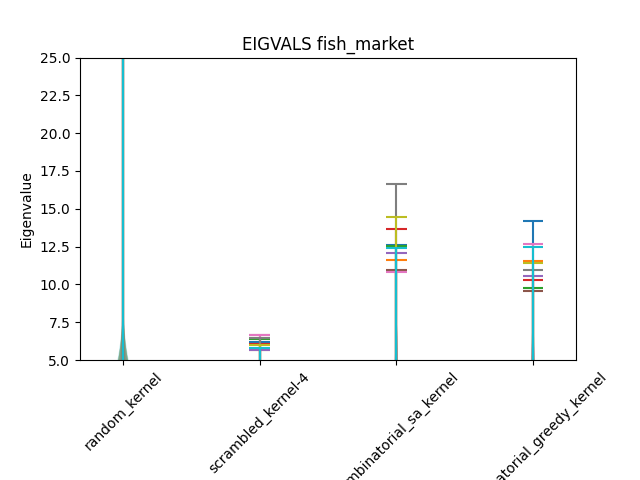 EIGVALS fish_market
25.0
22.5
20.0
17.5
15.0
12.5
10.0
7.5
5.0
Eigenvalue
random_kernel
scrambled_kernel-4
mbinatorial_sa_kernel
atorial_greedy_kernel